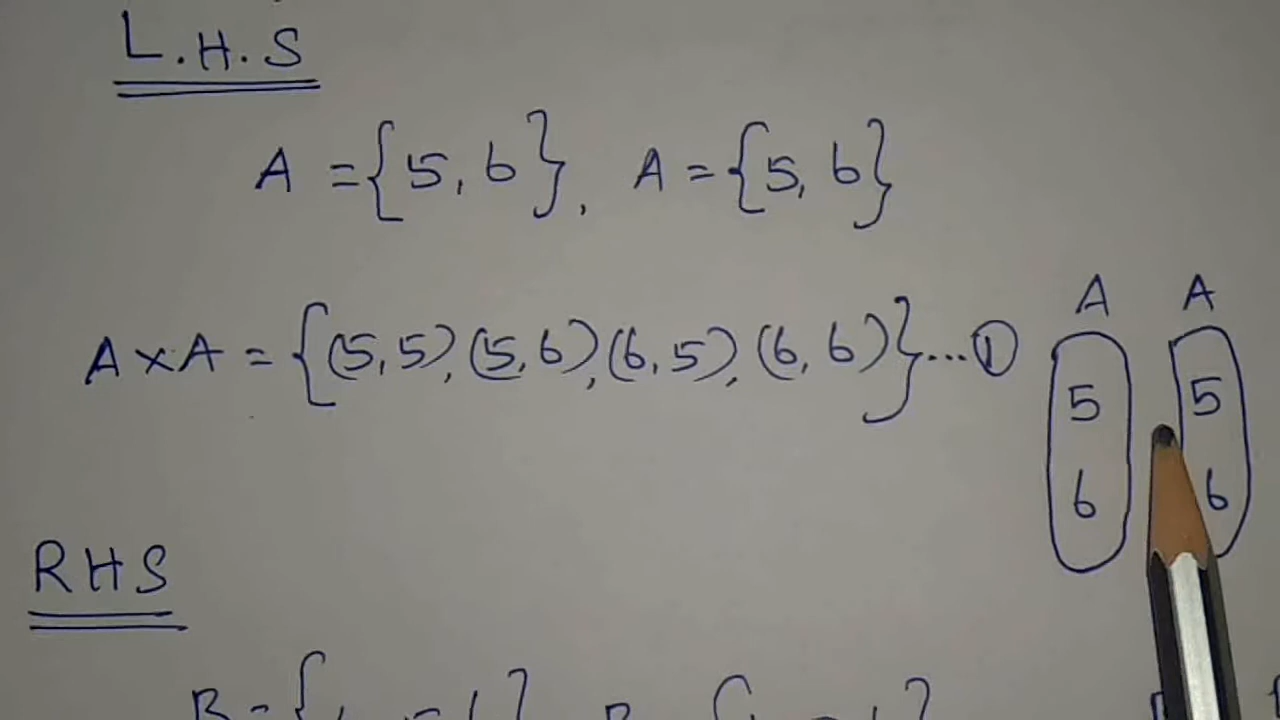 L.H.S
A = {5, 6}, A = {5, 6}
A × A = {(5, 5), (5, 6), (6, 5), (6, 6)}...①
A A
5 5
6 6
RHS